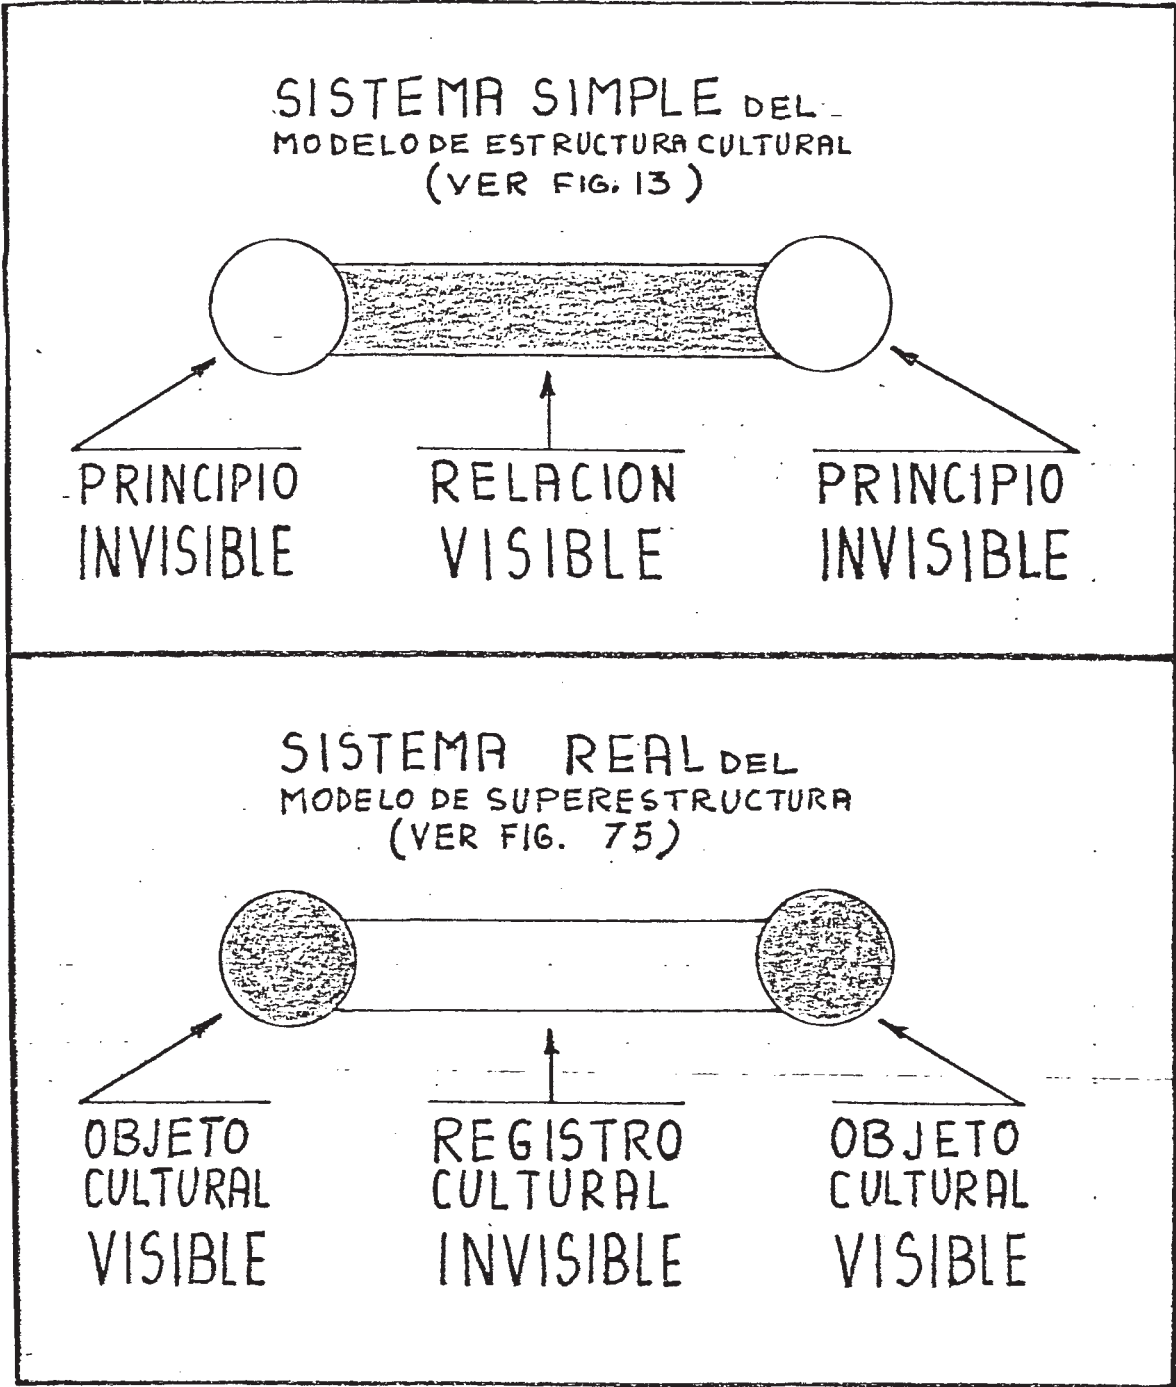 SISTEMA SIMPLE DEL
MODELO DE ESTRUCTURA CULTURAL
(VER FIG. 13)
PRINCIPIO
INVISIBLE
RELACION
VISIBLE
PRINCIPIO
INVISIBLE
SISTEMA REAL DEL
MODELO DE SUPERESTRUCTURA
(VER FIG. 75)
OBJETO
CULTURAL
VISIBLE
REGISTRO
CULTURAL
INVISIBLE
OBJETO
CULTURAL
VISIBLE